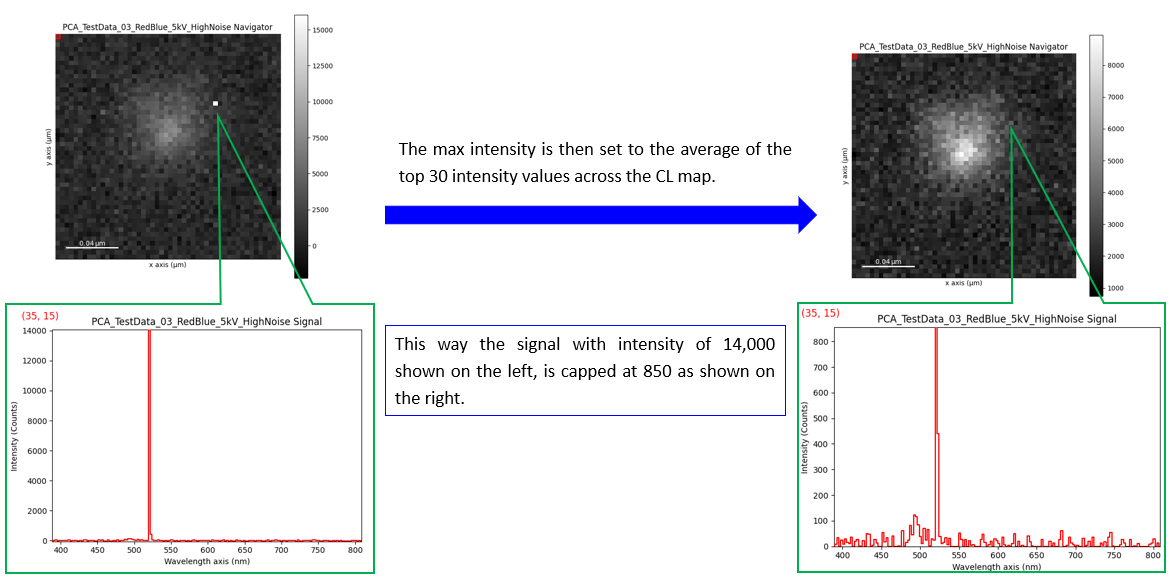 PCA_TestData_03_RedBlue_5kV_HighNoise Navigator
15000
12500
10000
7500
5000
2500
0
y axis (µm)
0.04 µm
x axis (µm)
The max intensity is then set to the average of the
top 30 intensity values across the CL map.
PCA_TestData_03_RedBlue_5kV_HighNoise Navigator
8000
7000
6000
5000
4000
3000
2000
1000
y axis (µm)
0.04 µm
x axis (µm)
(35, 15)
PCA_TestData_03_RedBlue_5kV_HighNoise Signal
14000
12000
10000
8000
6000
4000
2000
0
Intensity (Counts)
400 450 500 550 600 650 700 750 800
Wavelength axis (nm)
This way the signal with intensity of 14,000
shown on the left, is capped at 850 as shown on
the right.
(35, 15)
PCA_TestData_03_RedBlue_5kV_HighNoise Signal
800
700
600
500
400
300
200
100
0
Intensity (Counts)
400 450 500 550 600 650 700 750 800
Wavelength axis (nm)